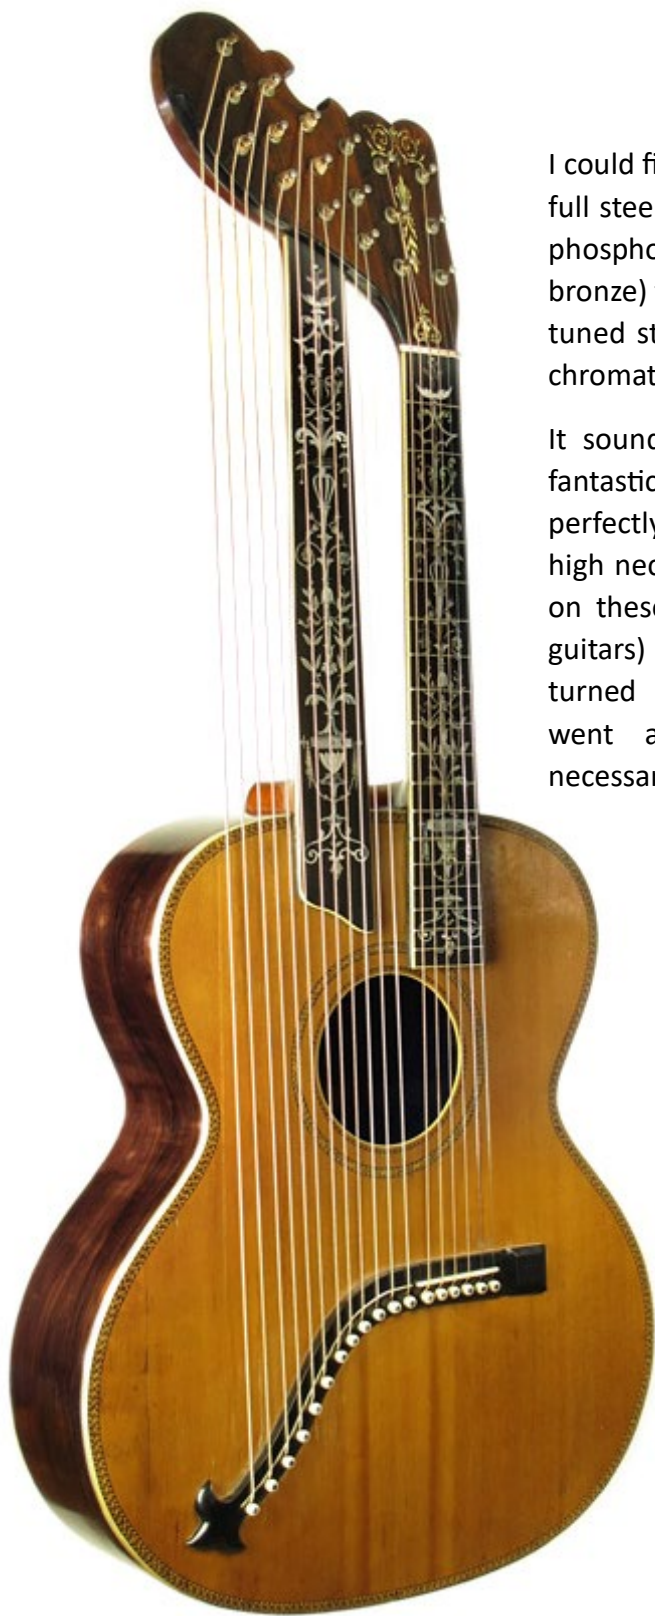 I could fi
full stee
phospho
bronze)
tuned st
chromat
It sound
fantastic
perfectly
high nec
on these
guitars)
turned
went a
necessar